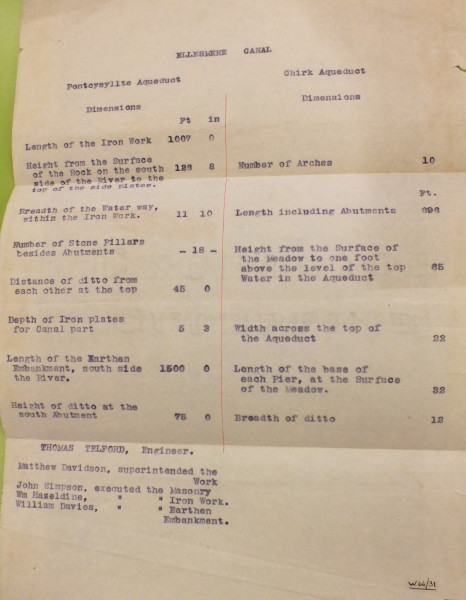 ELLESMERE CANAL
Pontcysyllte Aqueduct
Dimensions
Ft in
Length of the Iron Work 1007 0
Height from the Surface
of the Rock on the south 126 8
side of the River to the
top of the side Plates.
Breadth of the Water way,
within the Iron Work. 11 10
Number of Stone Pillars
besides Abutments - 18 -
Distance of ditto from
each other at the top 45 0
Depth of Iron plates
for Canal part 5 3
Length of the Earthen
Embankment, south side 1500 0
the River.
Height of ditto at the
south Abutment 75 0
Chirk Aqueduct
Dimensions
Number of Arches 10
Ft.
Length including Abutments 696
Height from the Surface of
the Meadow to one foot
above the level of the top 65
Water in the Aqueduct
Width across the top of
the Aqueduct 22
Length of the base of
each Pier, at the Surface
of the Meadow. 22
Breadth of ditto 12
THOMAS TELFORD, Engineer.
Matthew Davidson, superintended the
Work
John Simpson, executed the Masonry
Wm Hazeldine, " " Iron Work.
William Davies, " " Earthen
Embankment.
W66/31